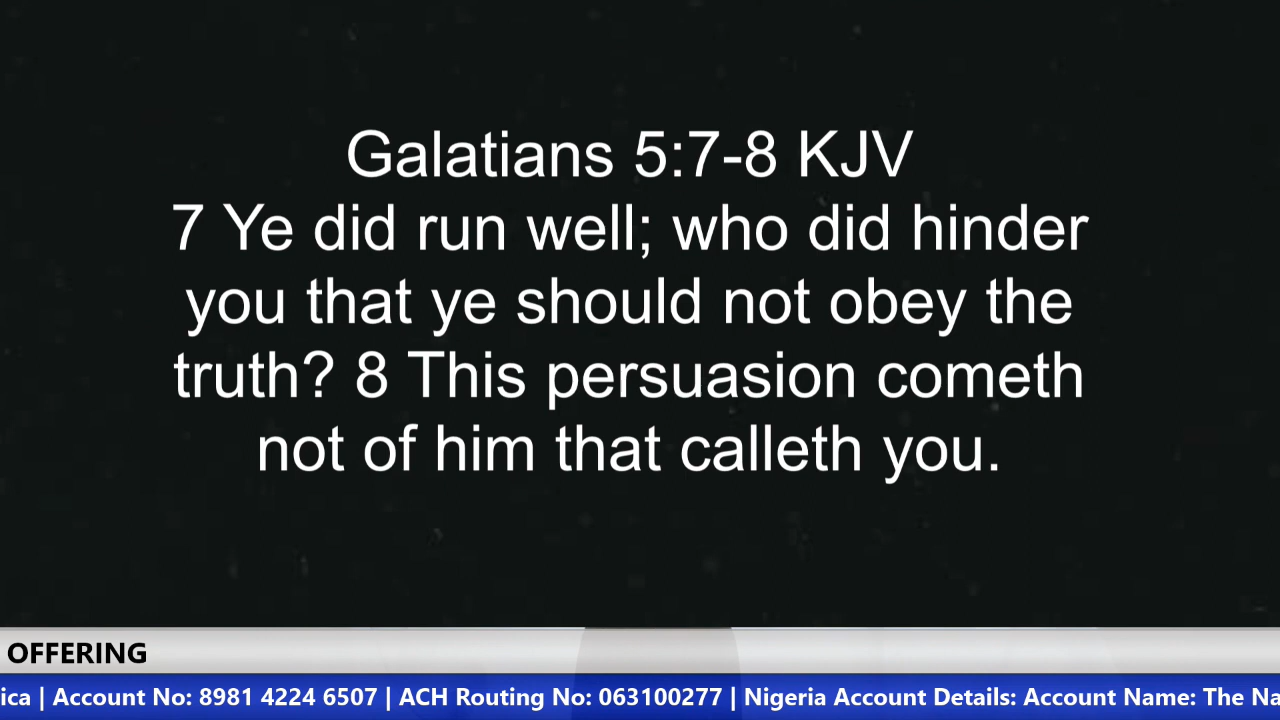 Galatians 5:7-8 KJV
7 Ye did run well; who did hinder
you that ye should not obey the
truth? 8 This persuasion cometh
not of him that calleth you.
OFFERING
ica | Account No: 8981 4224 6507 | ACH Routing No: 063100277 | Nigeria Account Details: Account Name: The Na